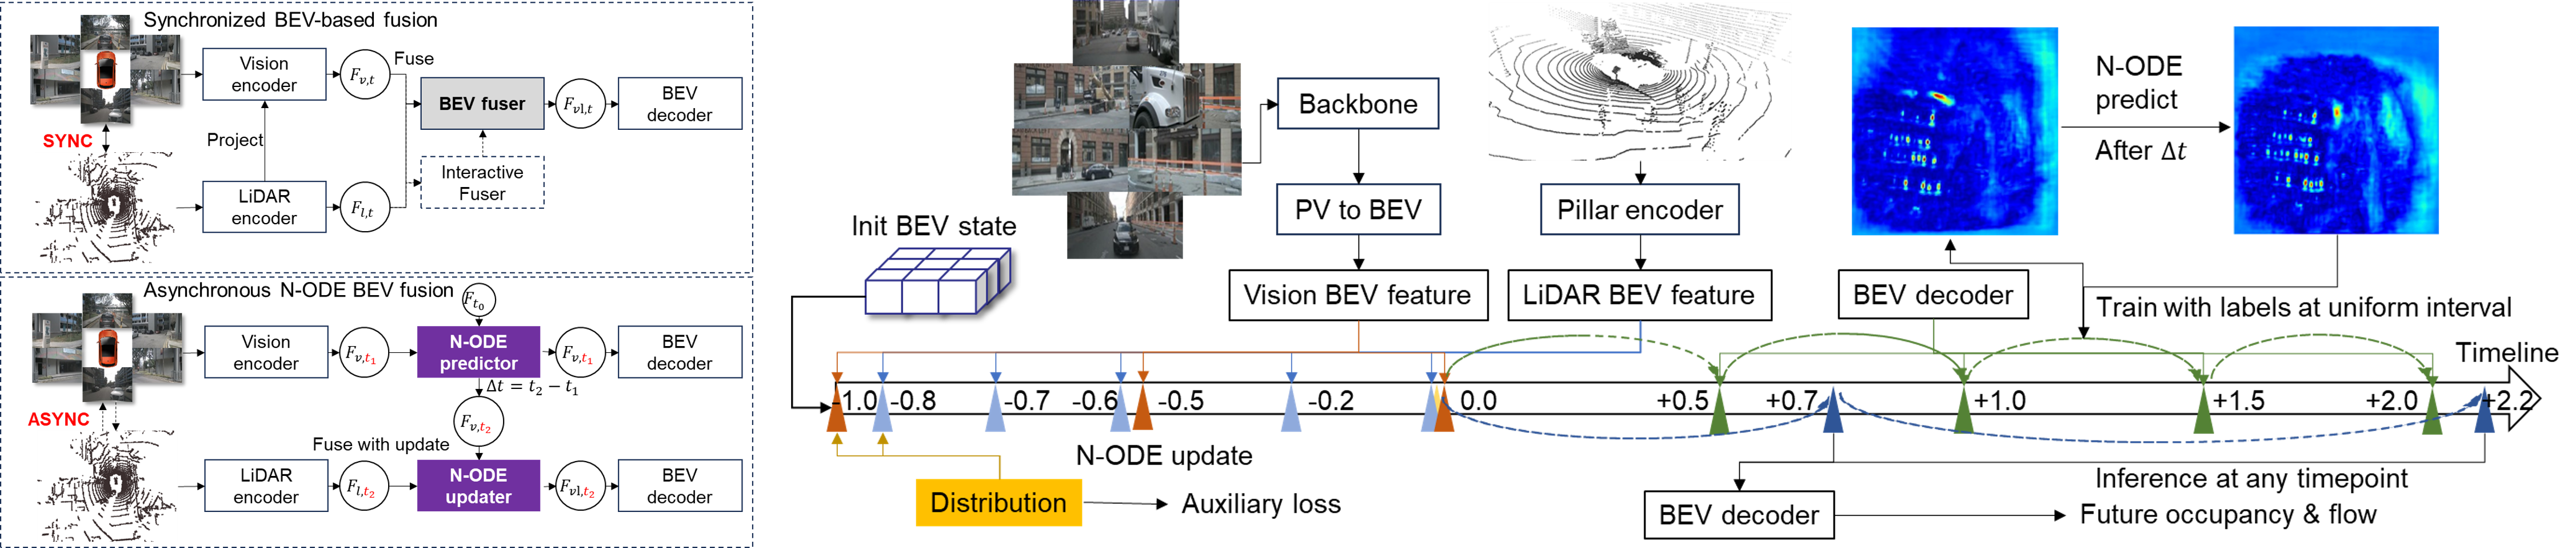 Synchronized BEV-based fusion
Vision
encoder
F_{v,t}
Fuse
BEV fuser
F_{vl,t}
BEV
decoder
SYNC
Project
LiDAR
encoder
F_{l,t}
Interactive
Fuser
Asynchronous N-ODE BEV fusion
F_{t_0}
Vision
encoder
F_{v,t_1}
N-ODE
predictor
F_{v,t_1}
BEV
decoder
Δt = t_2 − t_1
ASYNC
F_{v,t_2}
Fuse with update
LiDAR
encoder
F_{l,t_2}
N-ODE
updater
F_{vl,t_2}
BEV
decoder
Init BEV state
Backbone
PV to BEV
Vision BEV feature
Pillar encoder
LiDAR BEV feature
BEV decoder
N-ODE
predict
After Δt
Train with labels at uniform interval
Timeline
-1.0
-0.8
-0.7
-0.6
-0.5
-0.2
0.0
+0.5
+0.7
+1.0
+1.5
+2.0
+2.2
N-ODE update
Distribution
Auxiliary loss
Inference at any timepoint
BEV decoder
Future occupancy & flow